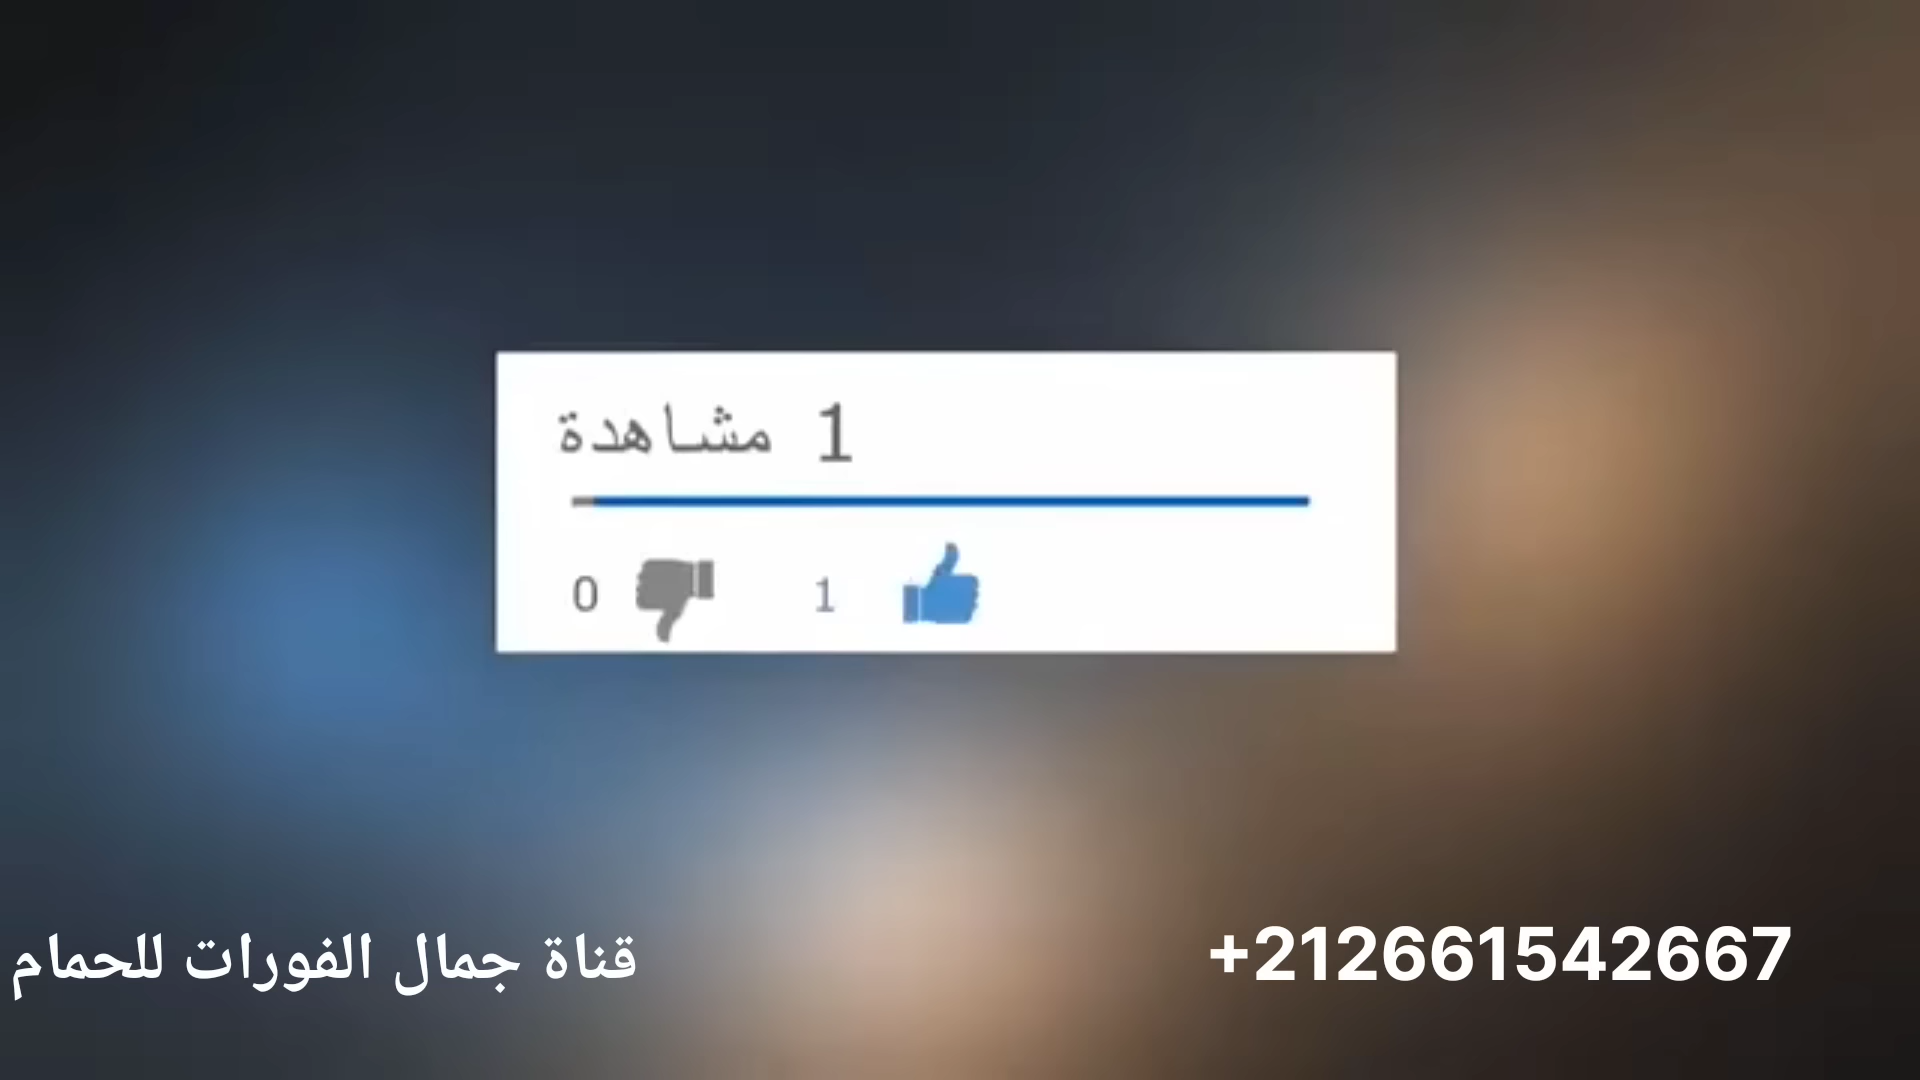 1 مشاهدة
0 1
قناة جمال الفورات للحمام
+212661542667